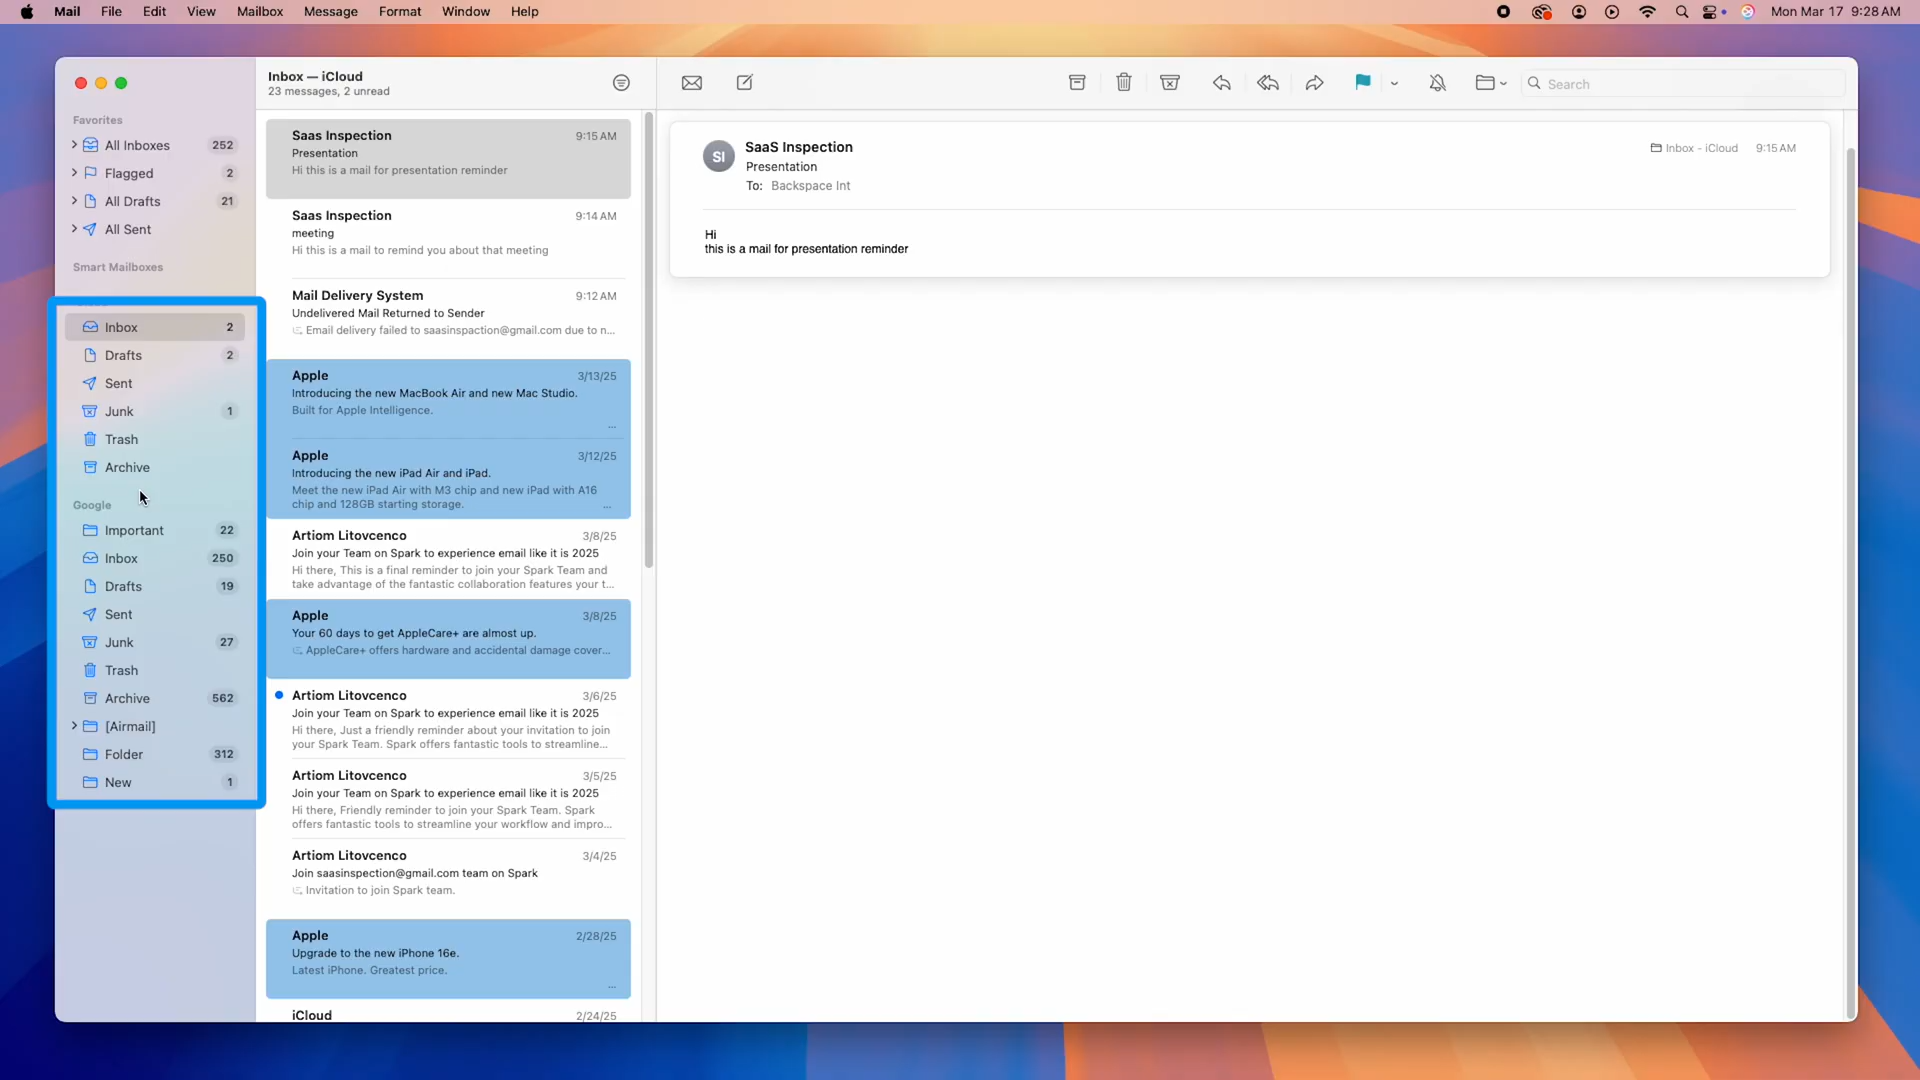 Mail File Edit View Mailbox Message Format Window Help
Mon Mar 17 9:28 AM
Favorites
All Inboxes 252
Flagged 2
All Drafts 21
All Sent
Smart Mailboxes
Inbox 2
Drafts 2
Sent
Junk 1
Trash
Archive
Google
Important 22
Inbox 250
Drafts 19
Sent
Junk 27
Trash
Archive 562
[Airmail]
Folder 312
New 1
Inbox — iCloud
23 messages, 2 unread
Saas Inspection 9:15 AM
Presentation
Hi this is a mail for presentation reminder
Saas Inspection 9:14 AM
meeting
Hi this is a mail to remind you about that meeting
Mail Delivery System 9:12 AM
Undelivered Mail Returned to Sender
Email delivery failed to saasinspaction@gmail.com due to n...
Apple 3/13/25
Introducing the new MacBook Air and new Mac Studio.
Built for Apple Intelligence.
...
Apple 3/12/25
Introducing the new iPad Air and iPad.
Meet the new iPad Air with M3 chip and new iPad with A16
chip and 128GB starting storage. ...
Artiom Litovcenco 3/8/25
Join your Team on Spark to experience email like it is 2025
Hi there, This is a final reminder to join your Spark Team and
take advantage of the fantastic collaboration features your t...
Apple 3/8/25
Your 60 days to get AppleCare+ are almost up.
AppleCare+ offers hardware and accidental damage cover...
Artiom Litovcenco 3/6/25
Join your Team on Spark to experience email like it is 2025
Hi there, Just a friendly reminder about your invitation to join
your Spark Team. Spark offers fantastic tools to streamline...
Artiom Litovcenco 3/5/25
Join your Team on Spark to experience email like it is 2025
Hi there, Friendly reminder to join your Spark Team. Spark
offers fantastic tools to streamline your workflow and impro...
Artiom Litovcenco 3/4/25
Join saasinspection@gmail.com team on Spark
Invitation to join Spark team.
Apple 2/28/25
Upgrade to the new iPhone 16e.
Latest iPhone. Greatest price.
...
iCloud 2/24/25
Search
SI
SaaS Inspection
Inbox - iCloud 9:15 AM
Presentation
To: Backspace Int
Hi
this is a mail for presentation reminder